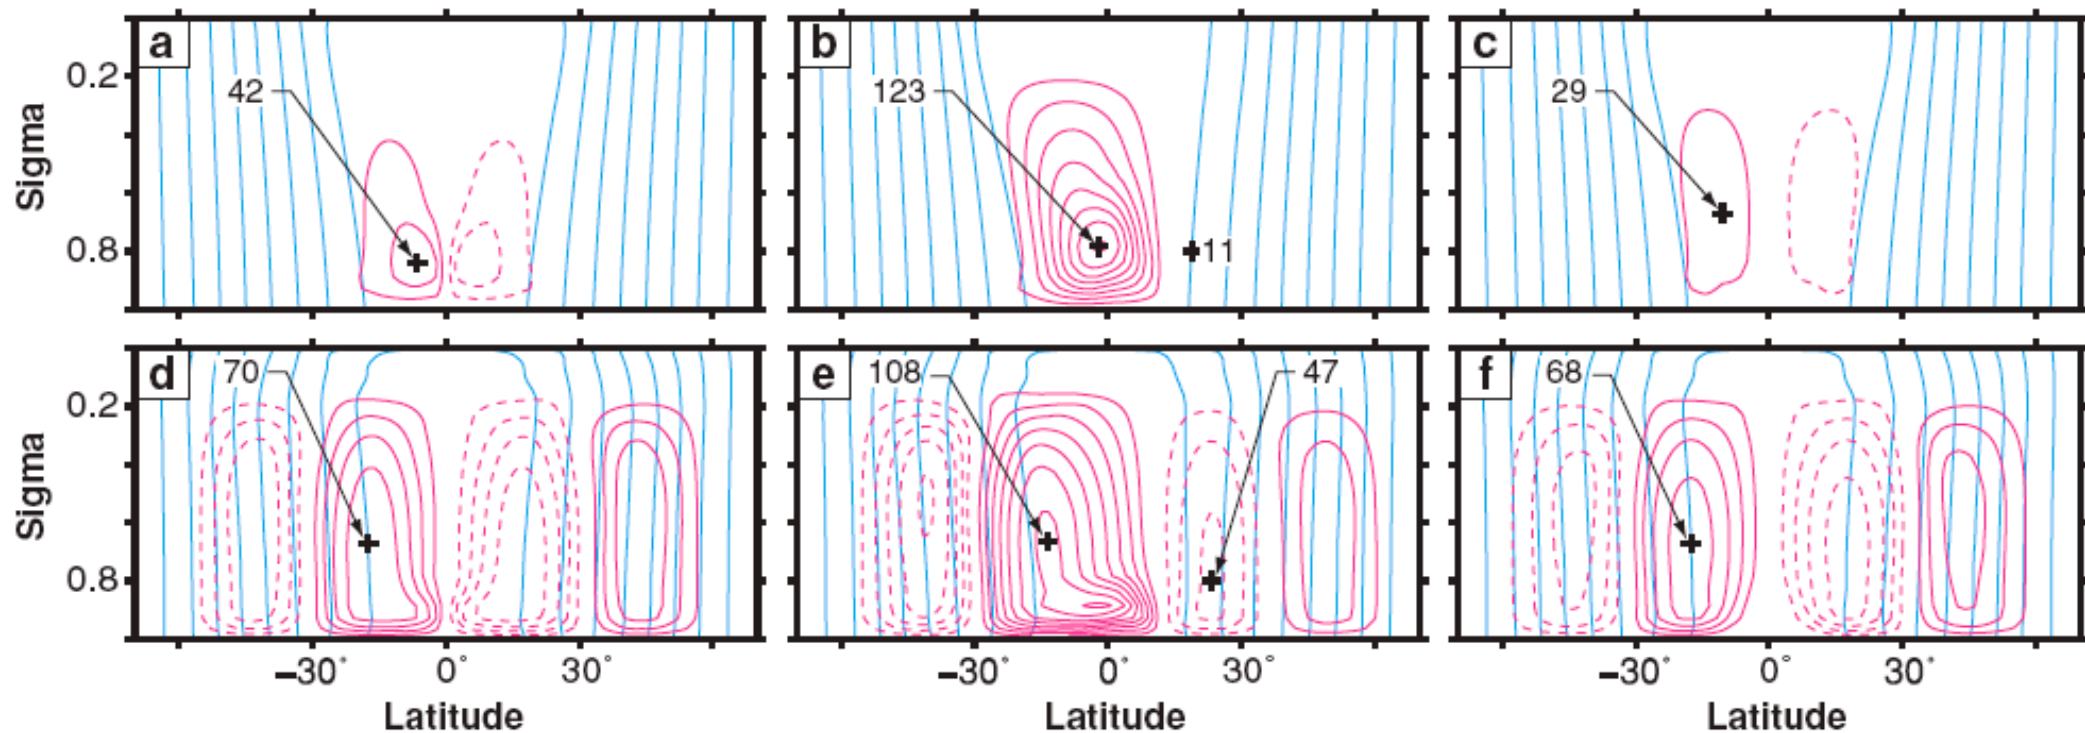 a b c
42 123 29
0.2
11
0.8
Sigma
d e f
70 108 47 68
0.2
0.8
Sigma
−30° 0° 30° −30° 0° 30° −30° 0° 30°
Latitude Latitude Latitude